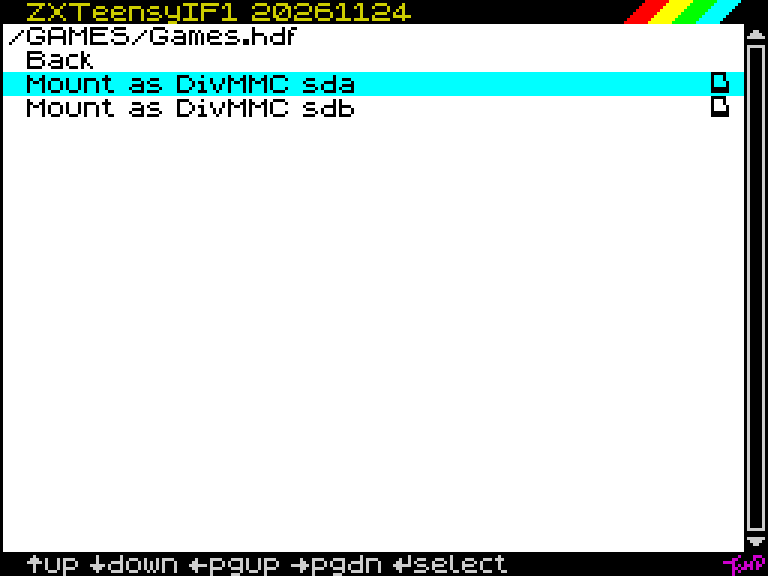 ZXTeensyIF1 20261124
/GAMES/Games.hdf
Back
Mount as DivMMC sda
Mount as DivMMC sdb
↑up ↓down ←pgup →pgdn ↵select